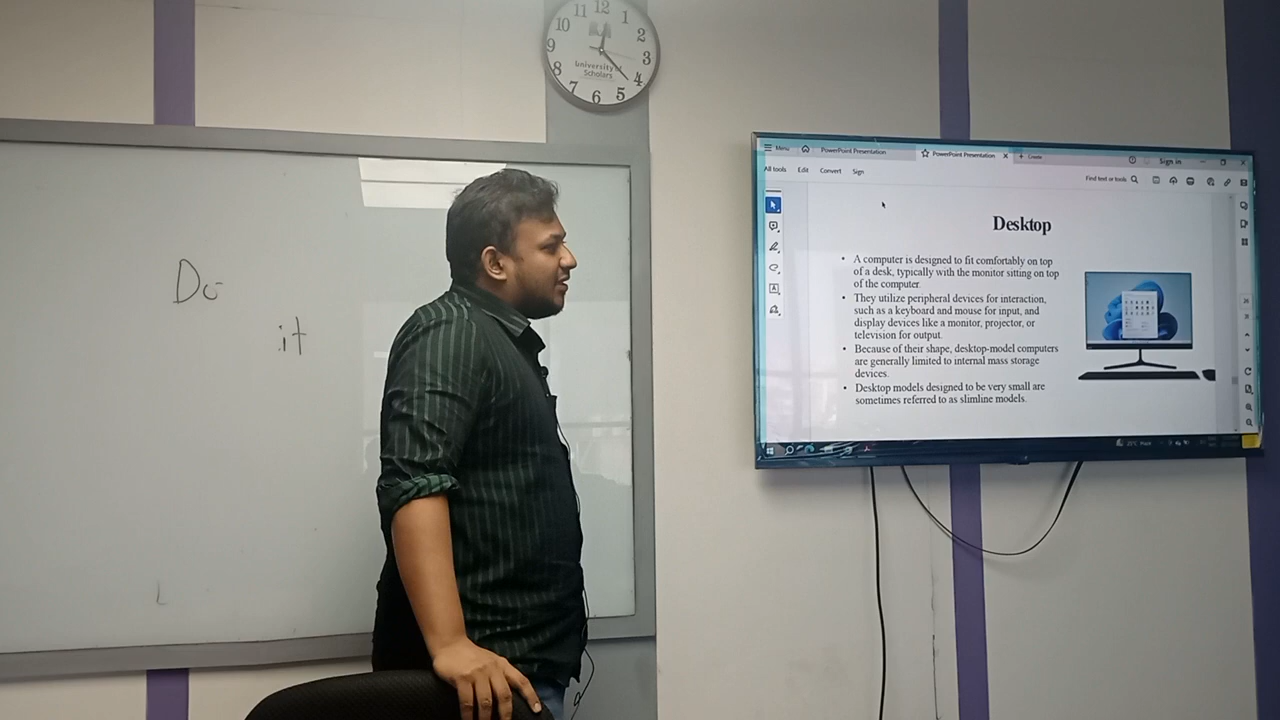 12
11 1
10 2
9 3
8 4
7 5
6
University of
Scholars
Do
it
Menu PowerPoint Presentation PowerPoint Presentation Create Sign in
All tools Edit Convert Sign Find text or tools
Desktop
• A computer is designed to fit comfortably on top
of a desk, typically with the monitor sitting on top
of the computer.
• They utilize peripheral devices for interaction,
such as a keyboard and mouse for input, and
display devices like a monitor, projector, or
television for output.
• Because of their shape, desktop-model computers
are generally limited to internal mass storage
devices.
• Desktop models designed to be very small are
sometimes referred to as slimline models.